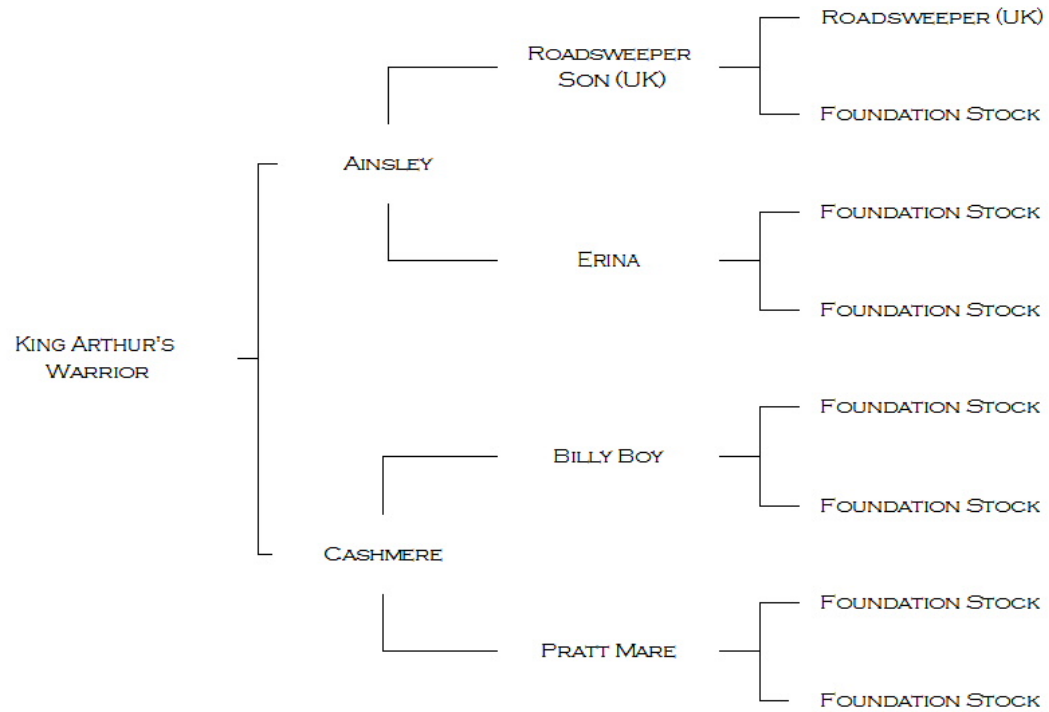 Roadsweeper (UK)
Roadsweeper
Son (UK)
Foundation Stock
Ainsley
Foundation Stock
Erina
Foundation Stock
King Arthur's
Warrior
Foundation Stock
Billy Boy
Foundation Stock
Cashmere
Foundation Stock
Pratt Mare
Foundation Stock